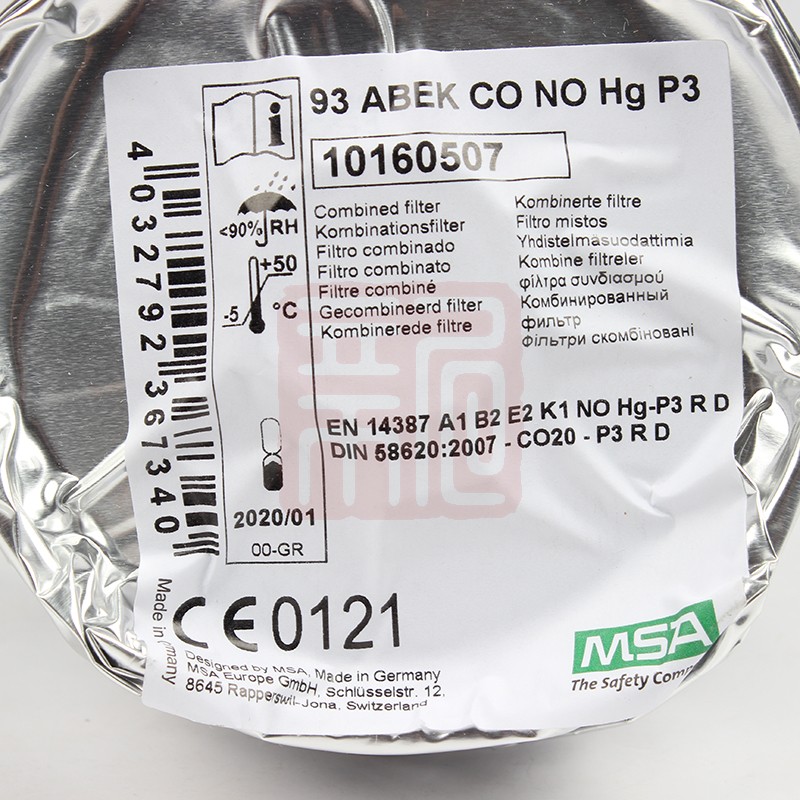 93 ABEK CO NO Hg P3
10160507
<90% RH
+50
-5 °C
2020/01
00-GR
4 032792 367340
Combined filter
Kombinationsfilter
Filtro combinado
Filtro combinato
Filtre combiné
Gecombineerd filter
Kombinerede filtre
Kombinerte filtre
Filtro mistos
Yhdistelmasuodattimia
Kombine filtreler
φίλτρα συνδιασμού
Комбинированный
фильтр
Фільтри скомбіновані
EN 14387 A1 B2 E2 K1 NO Hg-P3 R D
DIN 58620:2007 - CO20 - P3 R D
CE 0121
Made in Germany
Designed by MSA, Made in Germany
MSA Europe GmbH, Schlüsselstr. 12,
8645 Rapperswil-Jona, Switzerland
MSA
The Safety